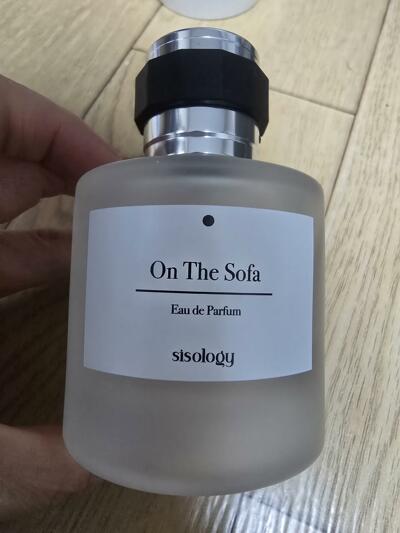 On The Sofa
Eau de Parfum
sisology